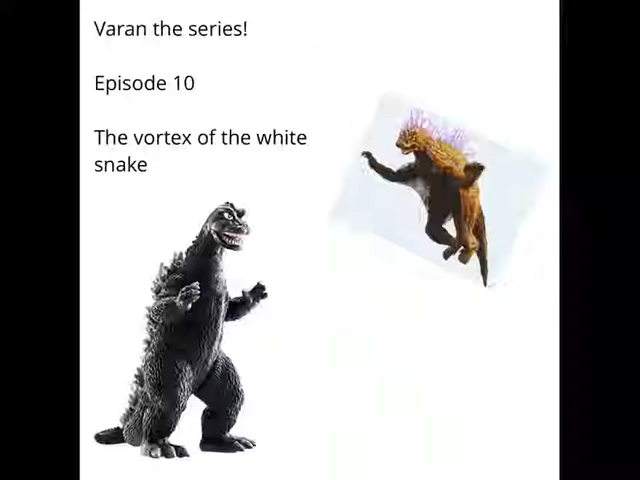 Varan the series!
Episode 10
The vortex of the white
snake